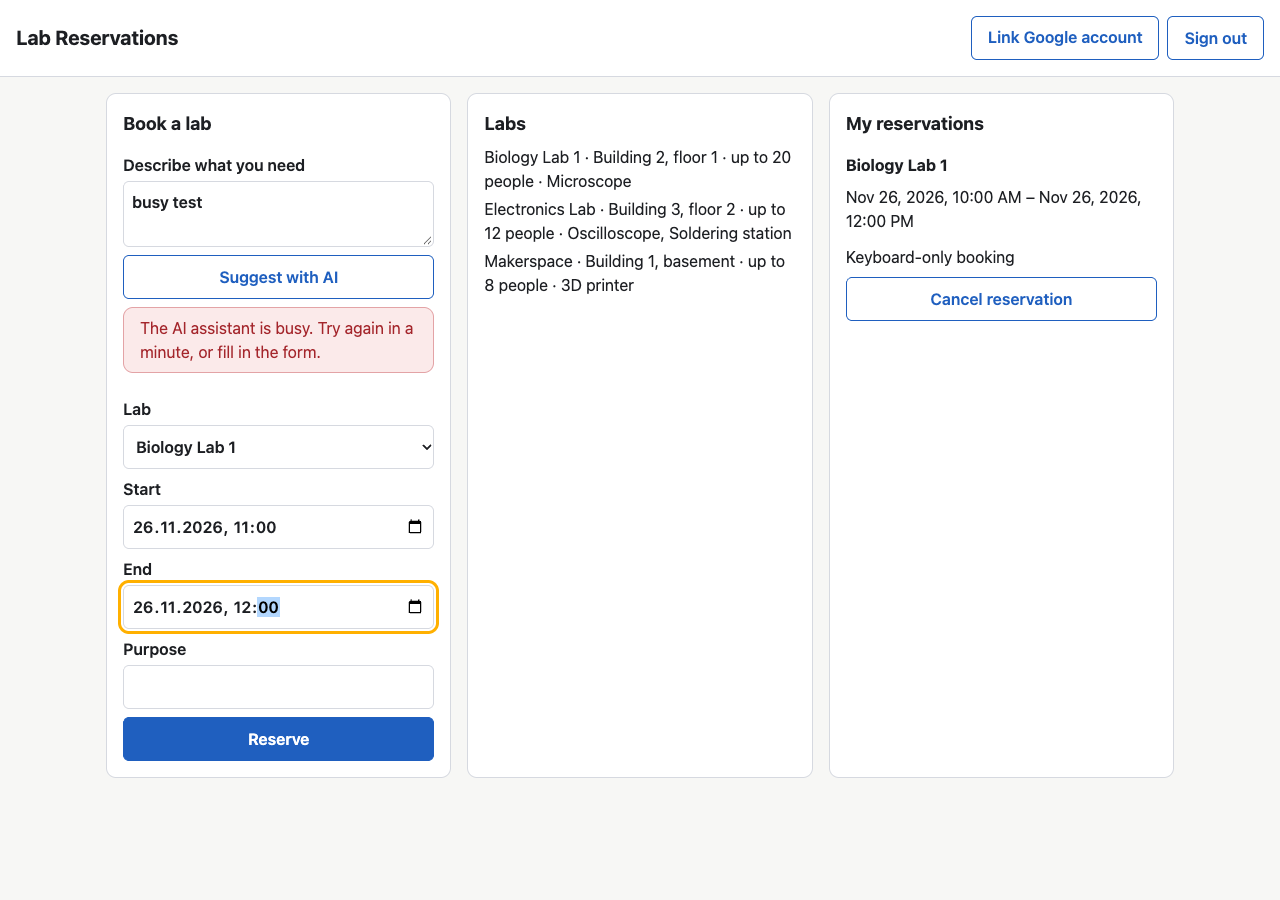 Lab Reservations
Link Google account
Sign out
Book a lab
Describe what you need
busy test
Suggest with AI
The AI assistant is busy. Try again in a
minute, or fill in the form.
Lab
Biology Lab 1
Start
26.11.2026, 11:00
End
26.11.2026, 12:00
Purpose
Reserve
Labs
Biology Lab 1 · Building 2, floor 1 · up to 20
people · Microscope
Electronics Lab · Building 3, floor 2 · up to
12 people · Oscilloscope, Soldering station
Makerspace · Building 1, basement · up to
8 people · 3D printer
My reservations
Biology Lab 1
Nov 26, 2026, 10:00 AM – Nov 26, 2026,
12:00 PM
Keyboard-only booking
Cancel reservation